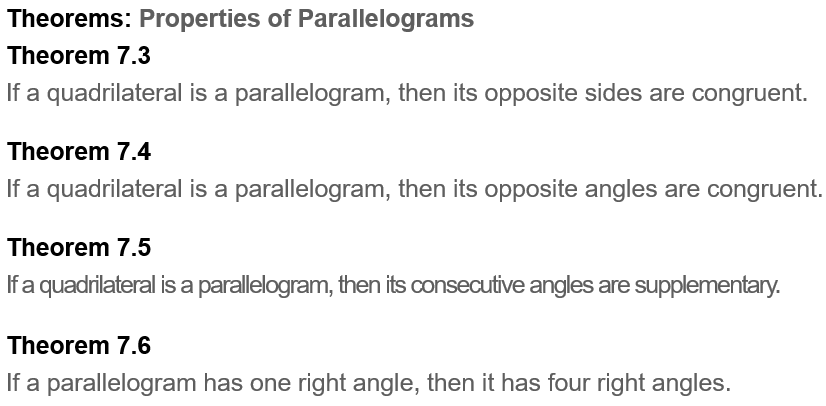 Theorems: Properties of Parallelograms
Theorem 7.3
If a quadrilateral is a parallelogram, then its opposite sides are congruent.
Theorem 7.4
If a quadrilateral is a parallelogram, then its opposite angles are congruent.
Theorem 7.5
If a quadrilateral is a parallelogram, then its consecutive angles are supplementary.
Theorem 7.6
If a parallelogram has one right angle, then it has four right angles.